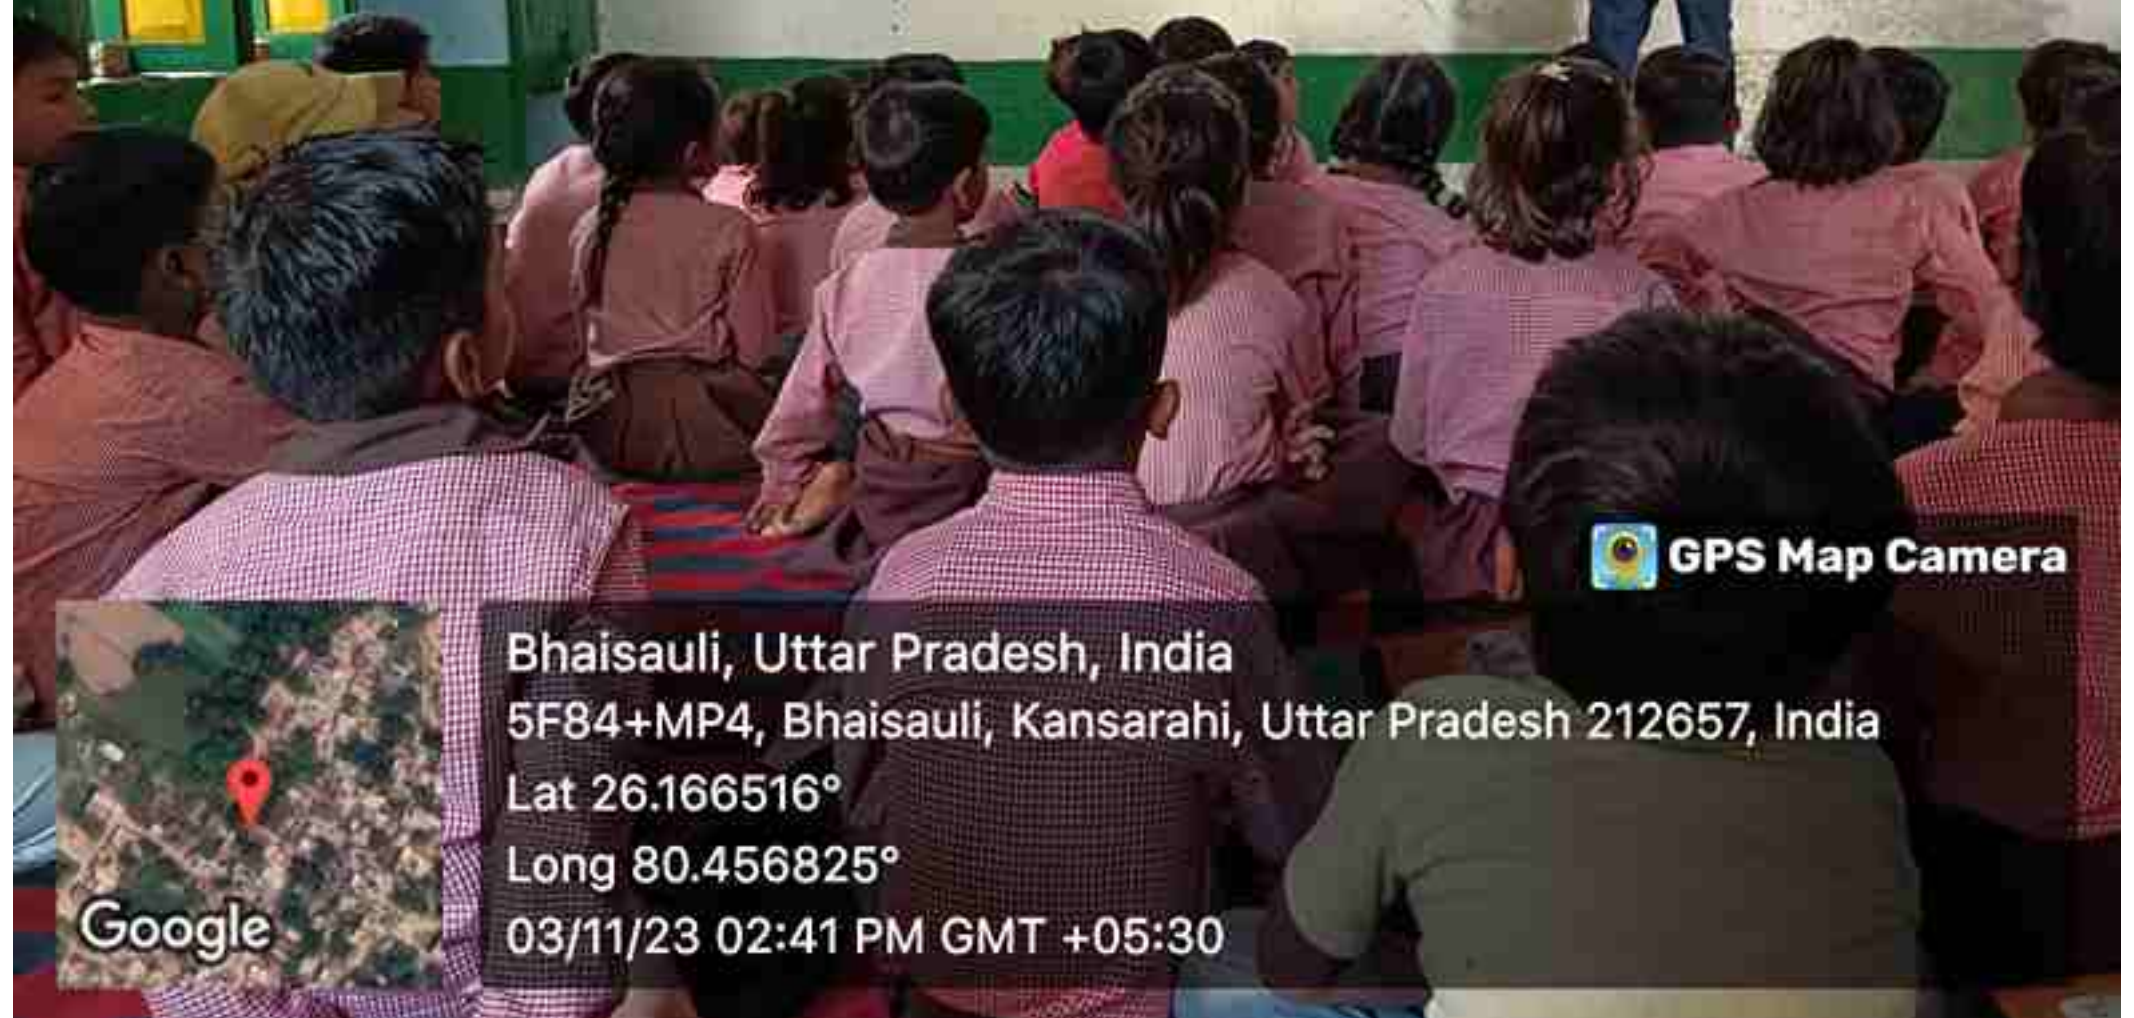 GPS Map Camera
Bhaisauli, Uttar Pradesh, India
5F84+MP4, Bhaisauli, Kansarahi, Uttar Pradesh 212657, India
Lat 26.166516°
Long 80.456825°
03/11/23 02:41 PM GMT +05:30
Google